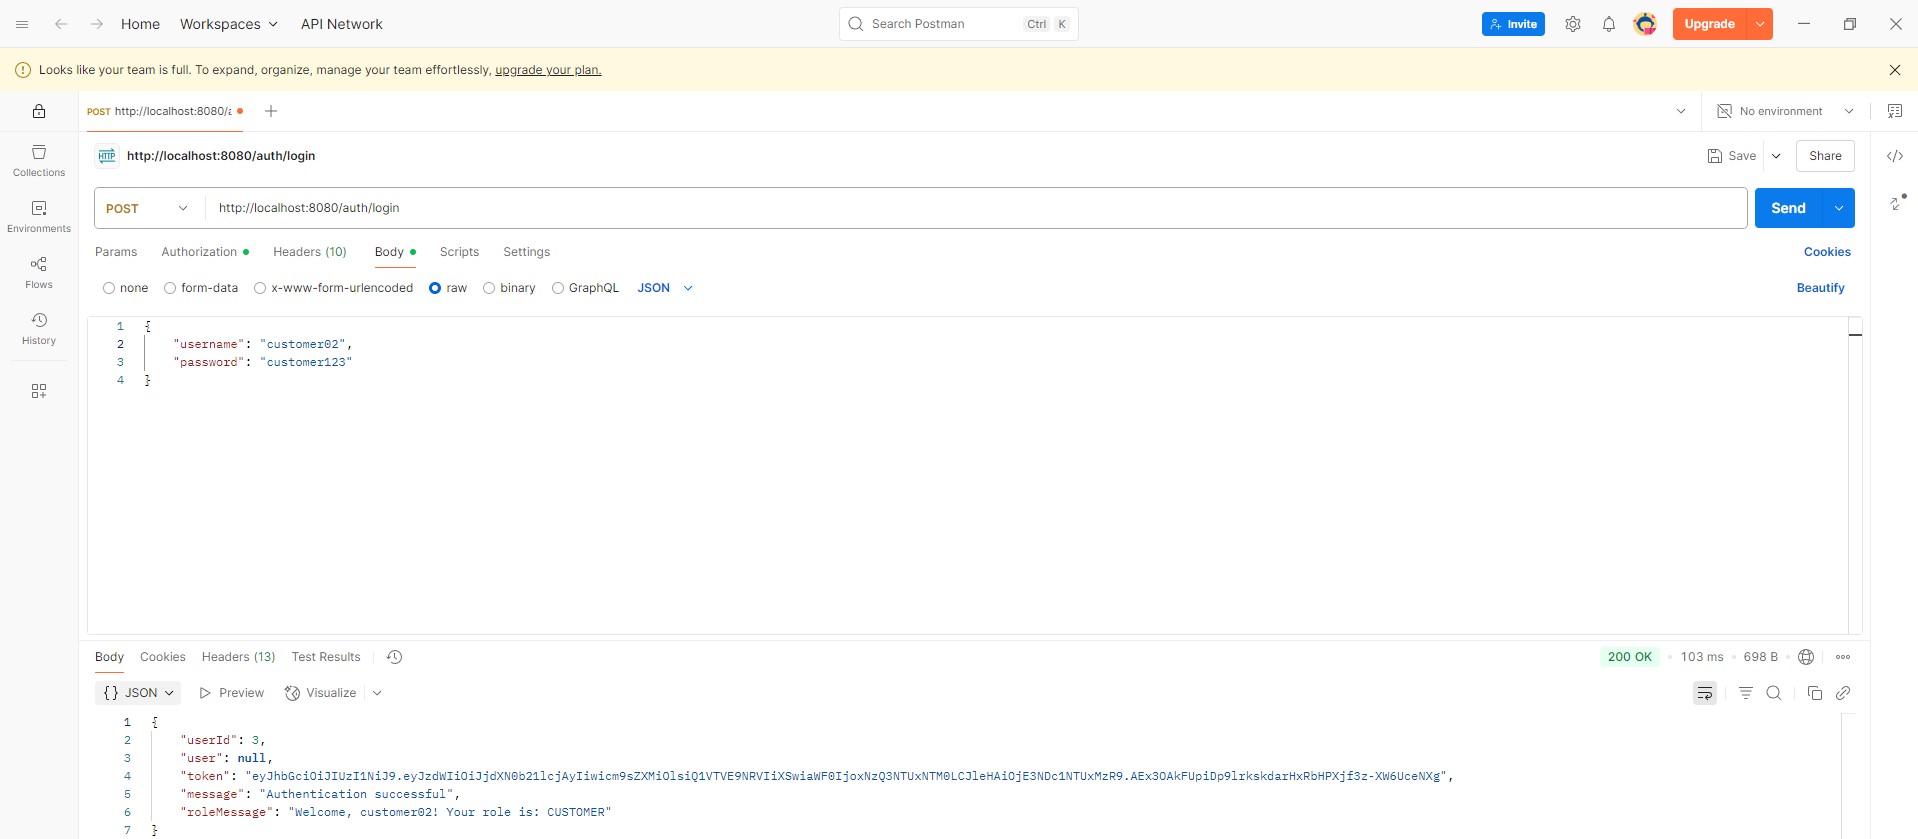 Home Workspaces API Network Search Postman Ctrl K Invite Upgrade
Looks like your team is full. To expand, organize, manage your team effortlessly, upgrade your plan.
POST http://localhost:8080/a No environment
HTTP http://localhost:8080/auth/login Save Share
Collections
POST http://localhost:8080/auth/login Send
Environments
Params Authorization Headers (10) Body Scripts Settings Cookies
Flows
none form-data x-www-form-urlencoded raw binary GraphQL JSON Beautify
History
1 {
2 "username": "customer02",
3 "password": "customer123"
4 }
Body Cookies Headers (13) Test Results 200 OK 103 ms 698 B
{} JSON Preview Visualize
1 {
2 "userId": 3,
3 "user": null,
4 "token": "eyJhbGciOiJIUzI1NiJ9.eyJzdWIiOiJjdXN0b21lcjAyIiwicm9sZXMiOlsiQ1VTVE9NRVIiXSwiaWF0IjoxNzQ3NTUxNTM0LCJleHAiOjE3NDc1NTUxMzR9.AEx3OAkFUpiDp9lrkskdarHxRbHPXjf3z-XW6UceNXg",
5 "message": "Authentication successful",
6 "roleMessage": "Welcome, customer02! Your role is: CUSTOMER"
7 }